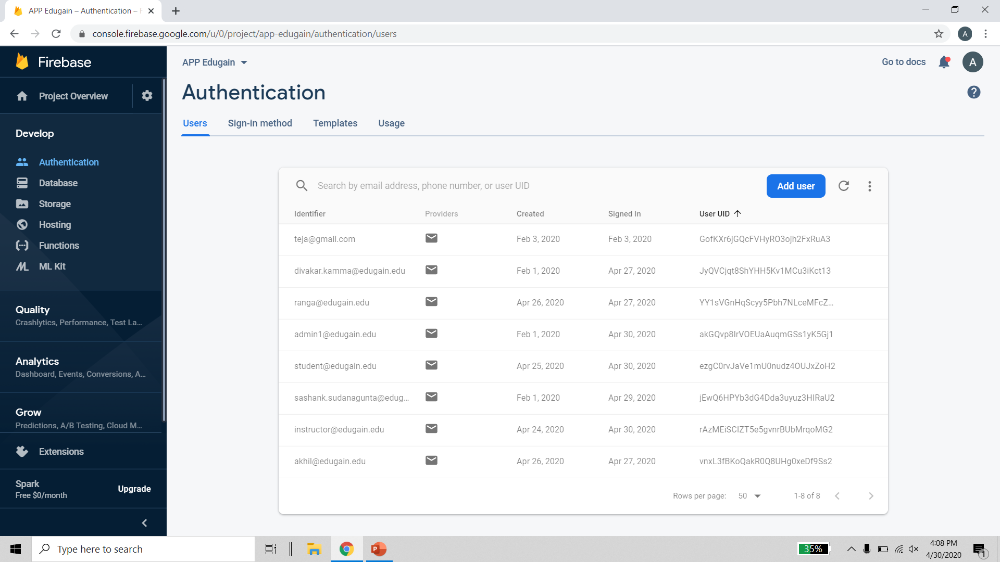 APP Edugain – Authentication – F
console.firebase.google.com/u/0/project/app-edugain/authentication/users
A
Firebase
APP Edugain
Go to docs
A
Project Overview
Authentication
?
Users Sign-in method Templates Usage
Develop
Authentication
Database
Storage
Hosting
Functions
ML Kit
Quality
Crashlytics, Performance, Test La...
Analytics
Dashboard, Events, Conversions, A...
Grow
Predictions, A/B Testing, Cloud M...
Extensions
Spark
Free $0/month
Upgrade
Search by email address, phone number, or user UID
Add user
Identifier Providers Created Signed In User UID
teja@gmail.com Feb 3, 2020 Feb 3, 2020 GofKXr6jGQcFVHyRO3ojh2FxRuA3
divakar.kamma@edugain.edu Feb 1, 2020 Apr 27, 2020 JyQVCjqt8ShYHH5Kv1MCu3iKct13
ranga@edugain.edu Apr 26, 2020 Apr 27, 2020 YY1sVGnHqScyy5Pbh7NLceMFcZ...
admin1@edugain.edu Feb 1, 2020 Apr 30, 2020 akGQvp8IrVOEUaAuqmGSs1yK5Gj1
student@edugain.edu Apr 25, 2020 Apr 30, 2020 ezgC0rvJaVe1mU0nudz4OUJxZoH2
sashank.sudanagunta@edug... Feb 1, 2020 Apr 29, 2020 jEwQ6HPYb3dG4Dda3uyuz3HIRaU2
instructor@edugain.edu Apr 24, 2020 Apr 30, 2020 rAzMEiSCIZT5e5gvnrBUbMrqoMG2
akhil@edugain.edu Apr 26, 2020 Apr 27, 2020 vnxL3fBKoQakR0Q8UHg0xeDf9Ss2
Rows per page: 50 1-8 of 8
Type here to search
35%
4:08 PM
4/30/2020
1